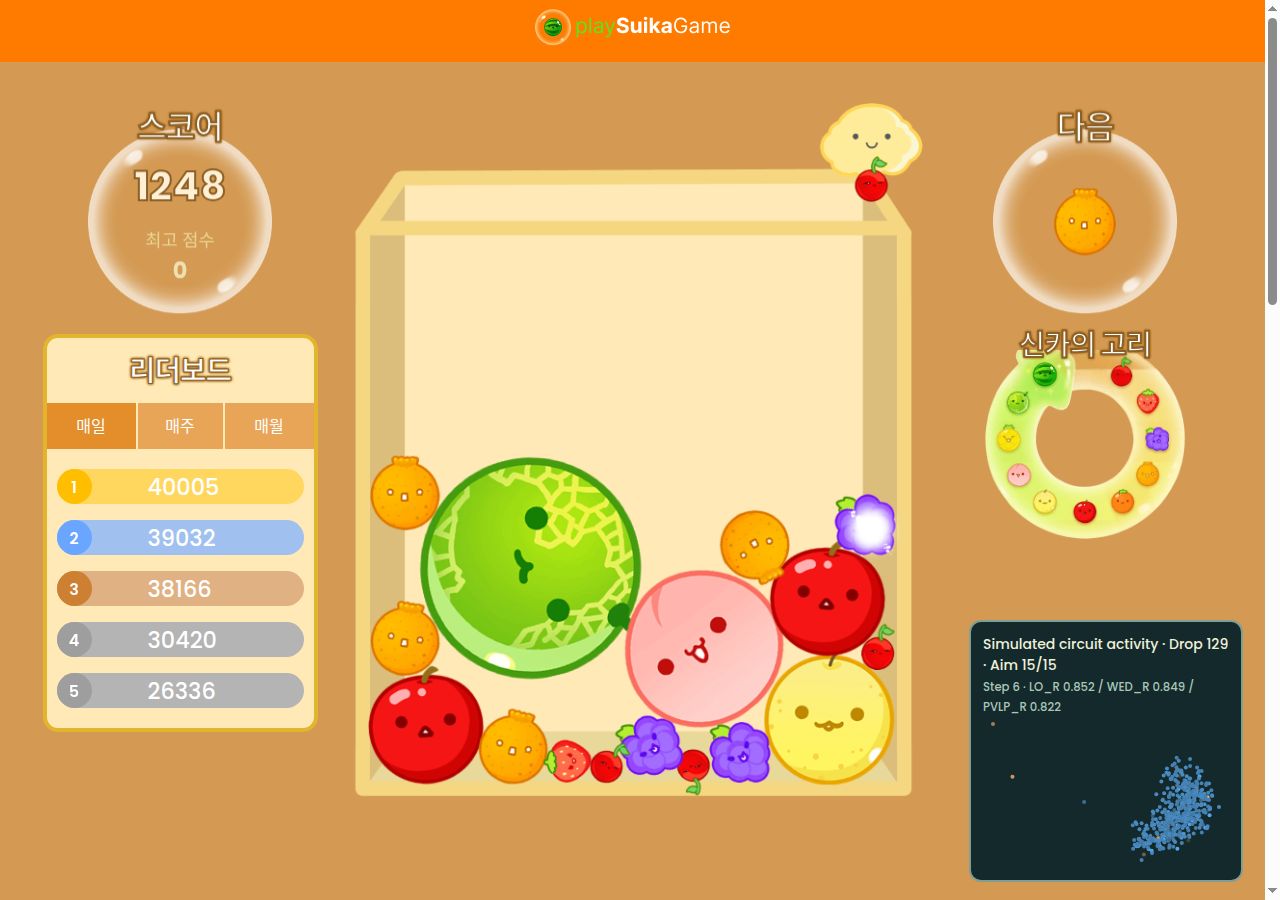 playSuikaGame
스코어
1248
최고 점수
0
리더보드
매일 매주 매월
1 40005
2 39032
3 38166
4 30420
5 26336
다음
신카의 고리
Simulated circuit activity · Drop 129
· Aim 15/15
Step 6 · LO_R 0.852 / WED_R 0.849 /
PVLP_R 0.822